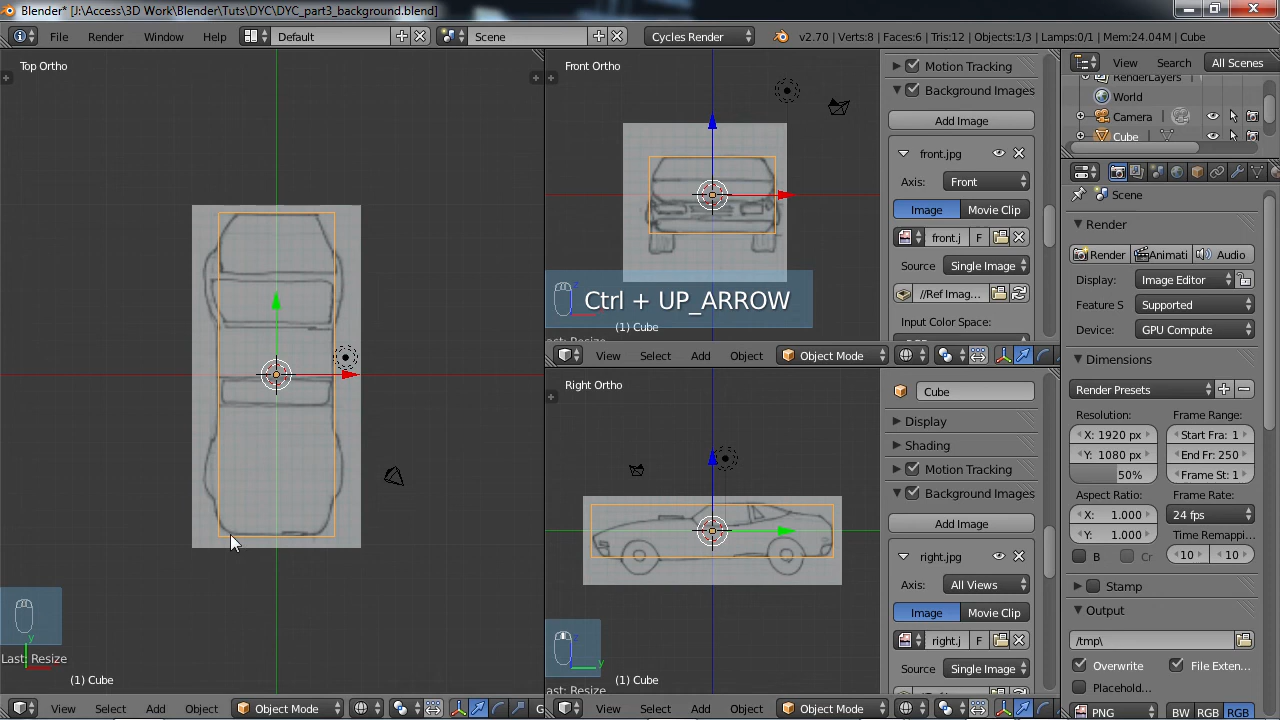 Blender* [J:\Access\3D Work\Blender\Tuts\DYC\DYC_part3_background.blend]
File Render Window Help Default Scene Cycles Render v2.70 | Verts:8 | Faces:6 | Tris:12 | Objects:1/3 | Lamps:0/1 | Mem:24.04M | Cube
Top Ortho
Last: Resize
(1) Cube
View Select Add Object Object Mode G
Front Ortho
Ctrl + UP_ARROW
(1) Cube
View Select Add Object Object Mode
Motion Tracking
Background Images
Add Image
front.jpg
Axis: Front
Image Movie Clip
front.j F
Source Single Image
//Ref Imag...
Input Color Space:
Right Ortho
ast: Resize
(1) Cube
View Select Add Object Object Mode
Cube
Display
Shading
Motion Tracking
Background Images
Add Image
right.jpg
Axis: All Views
Image Movie Clip
right.j F
Source Single Image
View Search All Scenes
RenderLayers
World
Camera
Cube
Scene
Render
Render Animati Audio
Display: Image Editor
Feature S Supported
Device: GPU Compute
Dimensions
Render Presets
Resolution: Frame Range:
X: 1920 px Start Fra: 1
Y: 1080 px End Fr: 250
50% Frame St: 1
Aspect Ratio: Frame Rate:
X: 1.000 24 fps
Y: 1.000 Time Remappi...
B Cr 10 10
Stamp
Output
/tmp\
Overwrite File Exten...
Placehold...
PNG BW RGB RGB